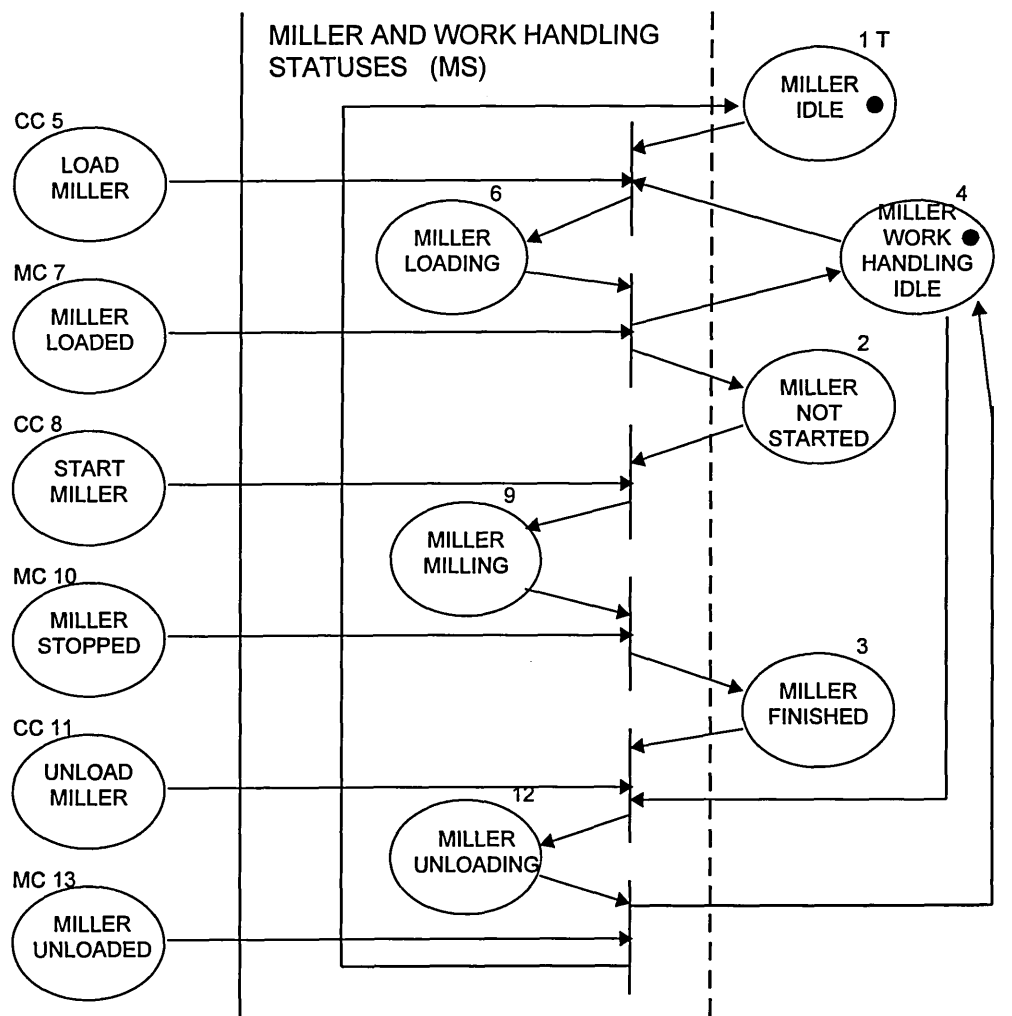 MILLER AND WORK HANDLING
STATUSES (MS)
1 T
MILLER
IDLE
CC 5
LOAD
MILLER
6
MILLER
LOADING
4
MILLER
WORK
HANDLING
IDLE
MC 7
MILLER
LOADED
2
MILLER
NOT
STARTED
CC 8
START
MILLER
9
MILLER
MILLING
MC 10
MILLER
STOPPED
3
MILLER
FINISHED
CC 11
UNLOAD
MILLER
12
MILLER
UNLOADING
MC 13
MILLER
UNLOADED